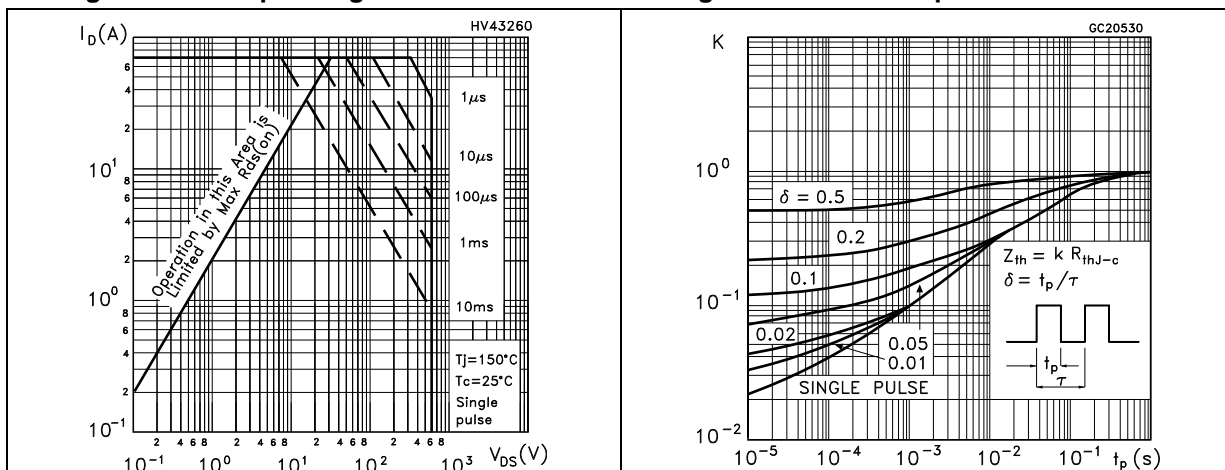 HV43260
I_D(A)
6
4
2
10^1
8
6
4
2
10^0
8
6
4
2
10^-1
Operation in this Area is
Limited by Max Rds(on)
1μs
10μs
100μs
1ms
10ms
Tj=150°C
Tc=25°C
Single
pulse
2 4 6 8 2 4 6 8 2 4 6 8 2 4 6 8
10^-1 10^0 10^1 10^2 10^3 V_DS(V)
GC20530
K
10^0
10^-1
10^-2
δ = 0.5
0.2
0.1
0.02
0.05
0.01
SINGLE PULSE
Z_th = k R_thJ-c
δ = t_p/τ
t_p
τ
10^-5 10^-4 10^-3 10^-2 10^-1 t_p(s)